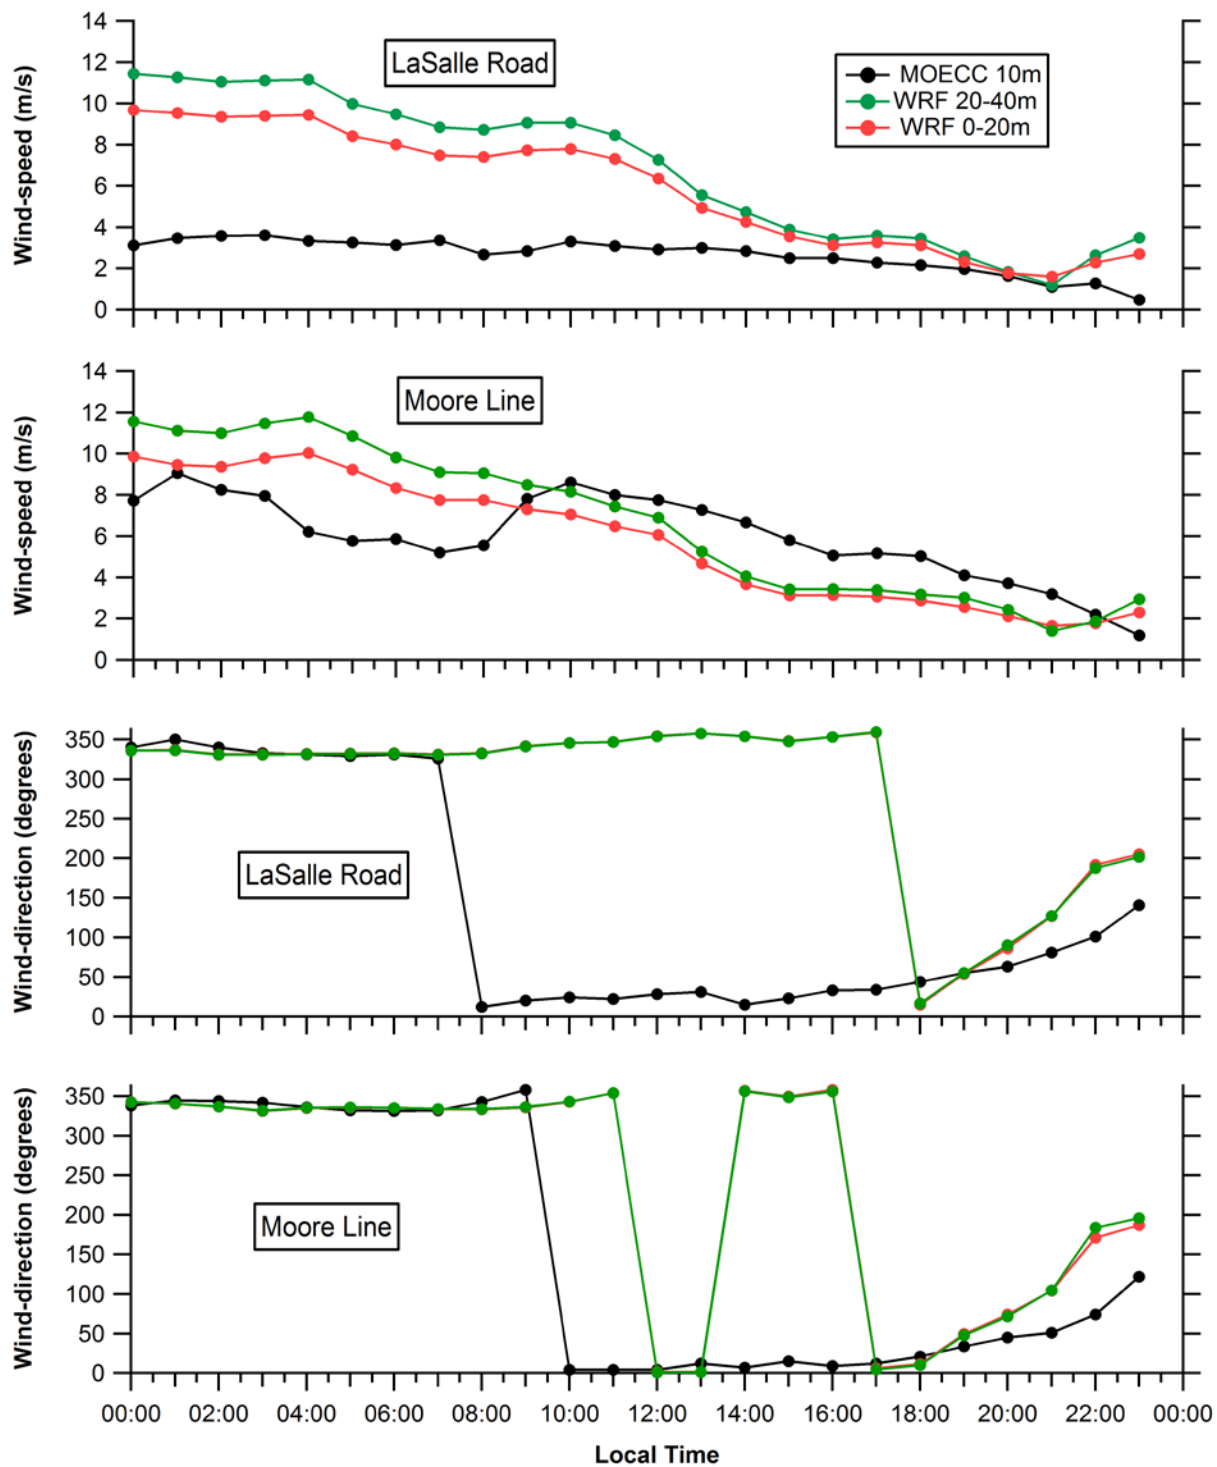 14
12
10
8
6
4
2
0
Wind-speed (m/s)
LaSalle Road
MOECC 10m
WRF 20-40m
WRF 0-20m
14
12
10
8
6
4
2
0
Wind-speed (m/s)
Moore Line
350
300
250
200
150
100
50
0
Wind-direction (degrees)
LaSalle Road
350
300
250
200
150
100
50
0
Wind-direction (degrees)
Moore Line
00:00 02:00 04:00 06:00 08:00 10:00 12:00 14:00 16:00 18:00 20:00 22:00 00:00
Local Time